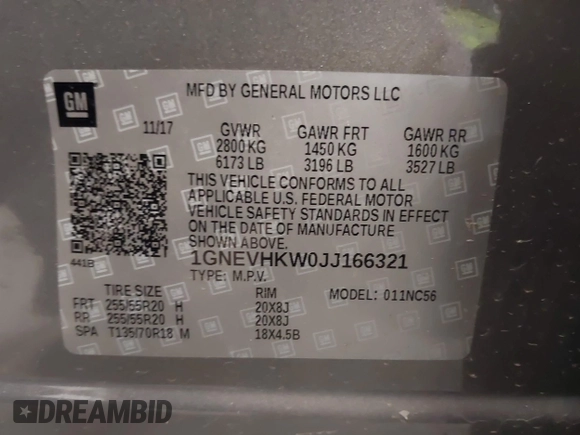 GM
MFD BY GENERAL MOTORS LLC
11/17 GVWR GAWR FRT GAWR RR
2800 KG 1450 KG 1600 KG
6173 LB 3196 LB 3527 LB
THIS VEHICLE CONFORMS TO ALL
APPLICABLE U.S. FEDERAL MOTOR
VEHICLE SAFETY STANDARDS IN EFFECT
ON THE DATE OF MANUFACTURE
SHOWN ABOVE.
441B
1GNEVHKW0JJ166321
TYPE: M.P.V.
TIRE SIZE RIM MODEL: 011NC56
FRT 255/55R20 H 20X8J
RR 255/55R20 H 20X8J
SPA T135/70R18 M 18X4.5B
DREAMBID